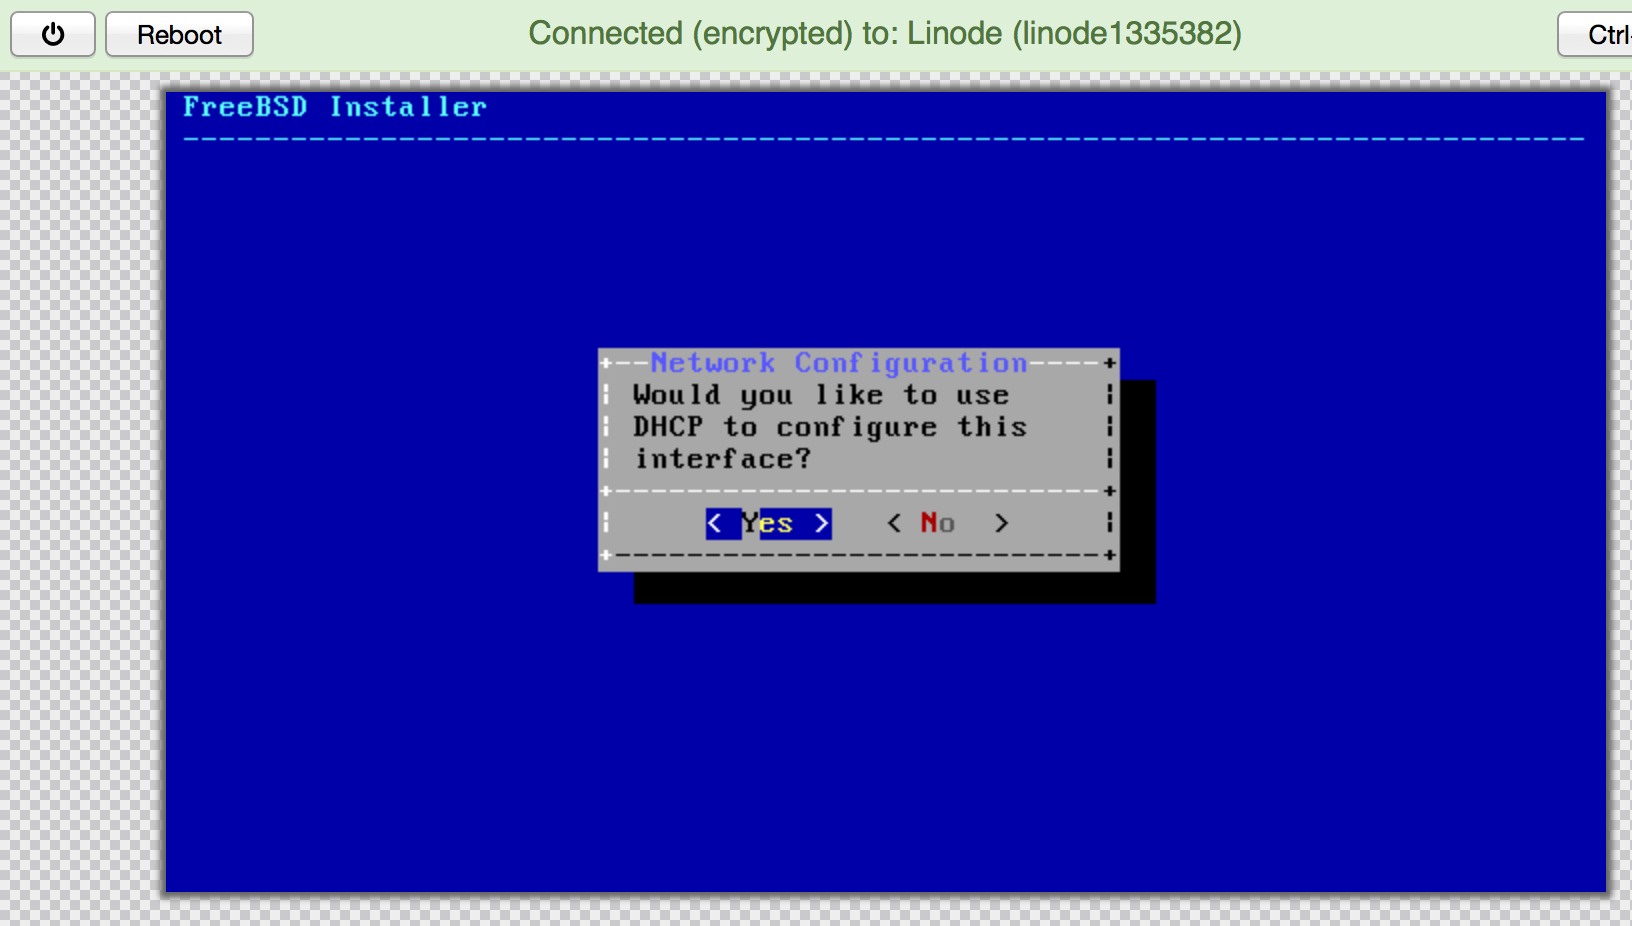 Reboot
Connected (encrypted) to: Linode (linode1335382)
Ctrl-
FreeBSD Installer
Network Configuration
Would you like to use
DHCP to configure this
interface?
< Yes > < No >